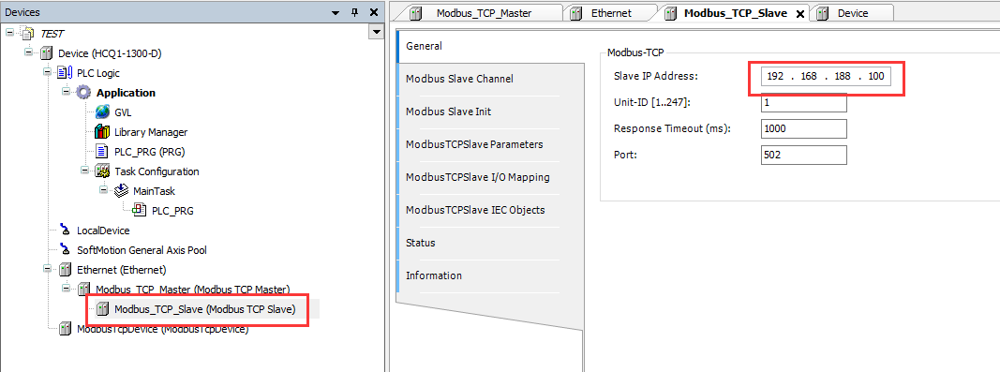 Devices
TEST
Device (HCQ1-1300-D)
PLC Logic
Application
GVL
Library Manager
PLC_PRG (PRG)
Task Configuration
MainTask
PLC_PRG
LocalDevice
SoftMotion General Axis Pool
Ethernet (Ethernet)
Modbus_TCP_Master (Modbus TCP Master)
Modbus_TCP_Slave (Modbus TCP Slave)
ModbusTcpDevice (ModbusTcpDevice)
Modbus_TCP_Master
Ethernet
Modbus_TCP_Slave
Device
General
Modbus Slave Channel
Modbus Slave Init
ModbusTCPSlave Parameters
ModbusTCPSlave I/O Mapping
ModbusTCPSlave IEC Objects
Status
Information
Modbus-TCP
Slave IP Address: 192 . 168 . 188 . 100
Unit-ID [1..247]: 1
Response Timeout (ms): 1000
Port: 502